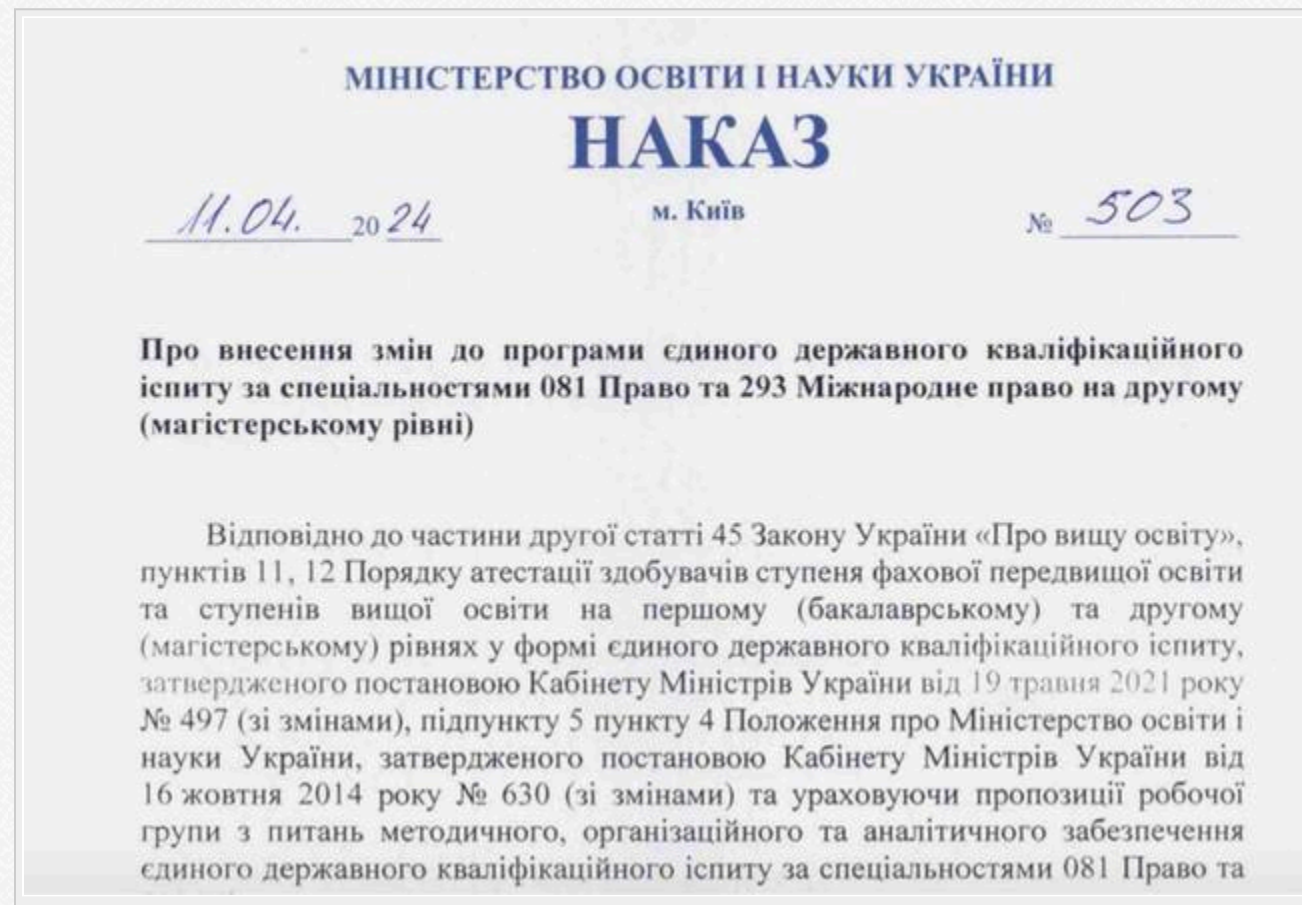 МІНІСТЕРСТВО ОСВІТИ І НАУКИ УКРАЇНИ
НАКАЗ
11.04. 2024 м. Київ № 503
Про внесення змін до програми єдиного державного кваліфікаційного
іспиту за спеціальностями 081 Право та 293 Міжнародне право на другому
(магістерському рівні)
Відповідно до частини другої статті 45 Закону України «Про вищу освіту»,
пунктів 11, 12 Порядку атестації здобувачів ступеня фахової передвищої освіти
та ступенів вищої освіти на першому (бакалаврському) та другому
(магістерському) рівнях у формі єдиного державного кваліфікаційного іспиту,
затвердженого постановою Кабінету Міністрів України від 19 травня 2021 року
№ 497 (зі змінами), підпункту 5 пункту 4 Положення про Міністерство освіти і
науки України, затвердженого постановою Кабінету Міністрів України від
16 жовтня 2014 року № 630 (зі змінами) та ураховуючи пропозиції робочої
групи з питань методичного, організаційного та аналітичного забезпечення
єдиного державного кваліфікаційного іспиту за спеціальностями 081 Право та